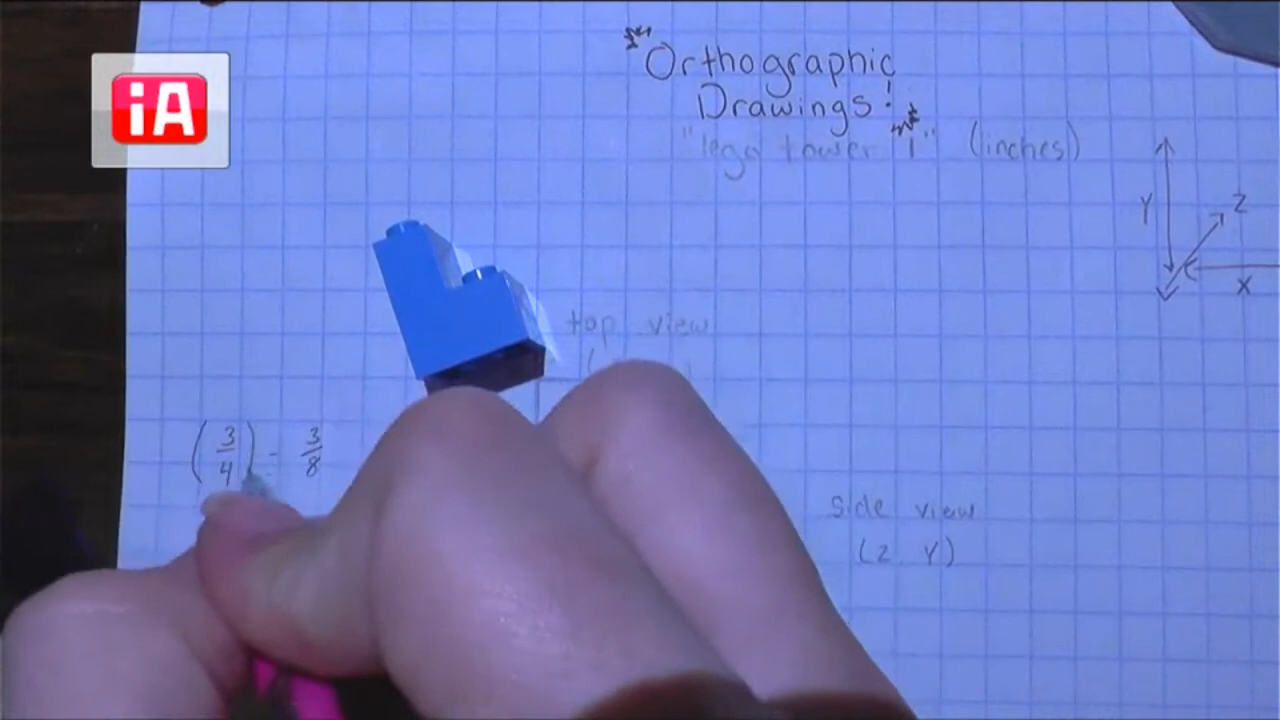 iA
Orthographic
Drawings:
"lego tower 1" (inches)
Y
Z
X
top view
(
(3/4) - 3/8
side view
(Z, Y)